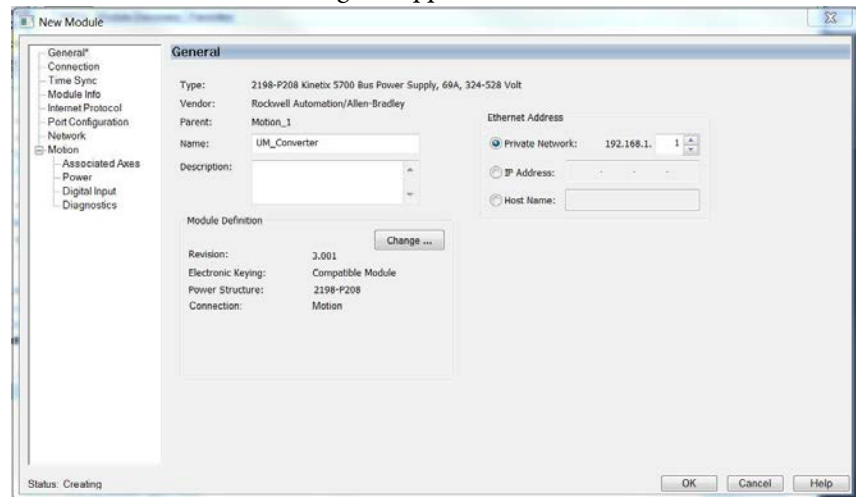 New Module
General*
Connection
Time Sync
Module Info
Internet Protocol
Port Configuration
Network
Motion
Associated Axes
Power
Digital Input
Diagnostics
General
Type: 2198-P208 Kinetix 5700 Bus Power Supply, 69A, 324-528 Volt
Vendor: Rockwell Automation/Allen-Bradley
Parent: Motion_1
Name: UM_Converter
Description:
Ethernet Address
Private Network: 192.168.1. 1
IP Address:
Host Name:
Module Definition
Change ...
Revision: 3.001
Electronic Keying: Compatible Module
Power Structure: 2198-P208
Connection: Motion
Status: Creating
OK Cancel Help